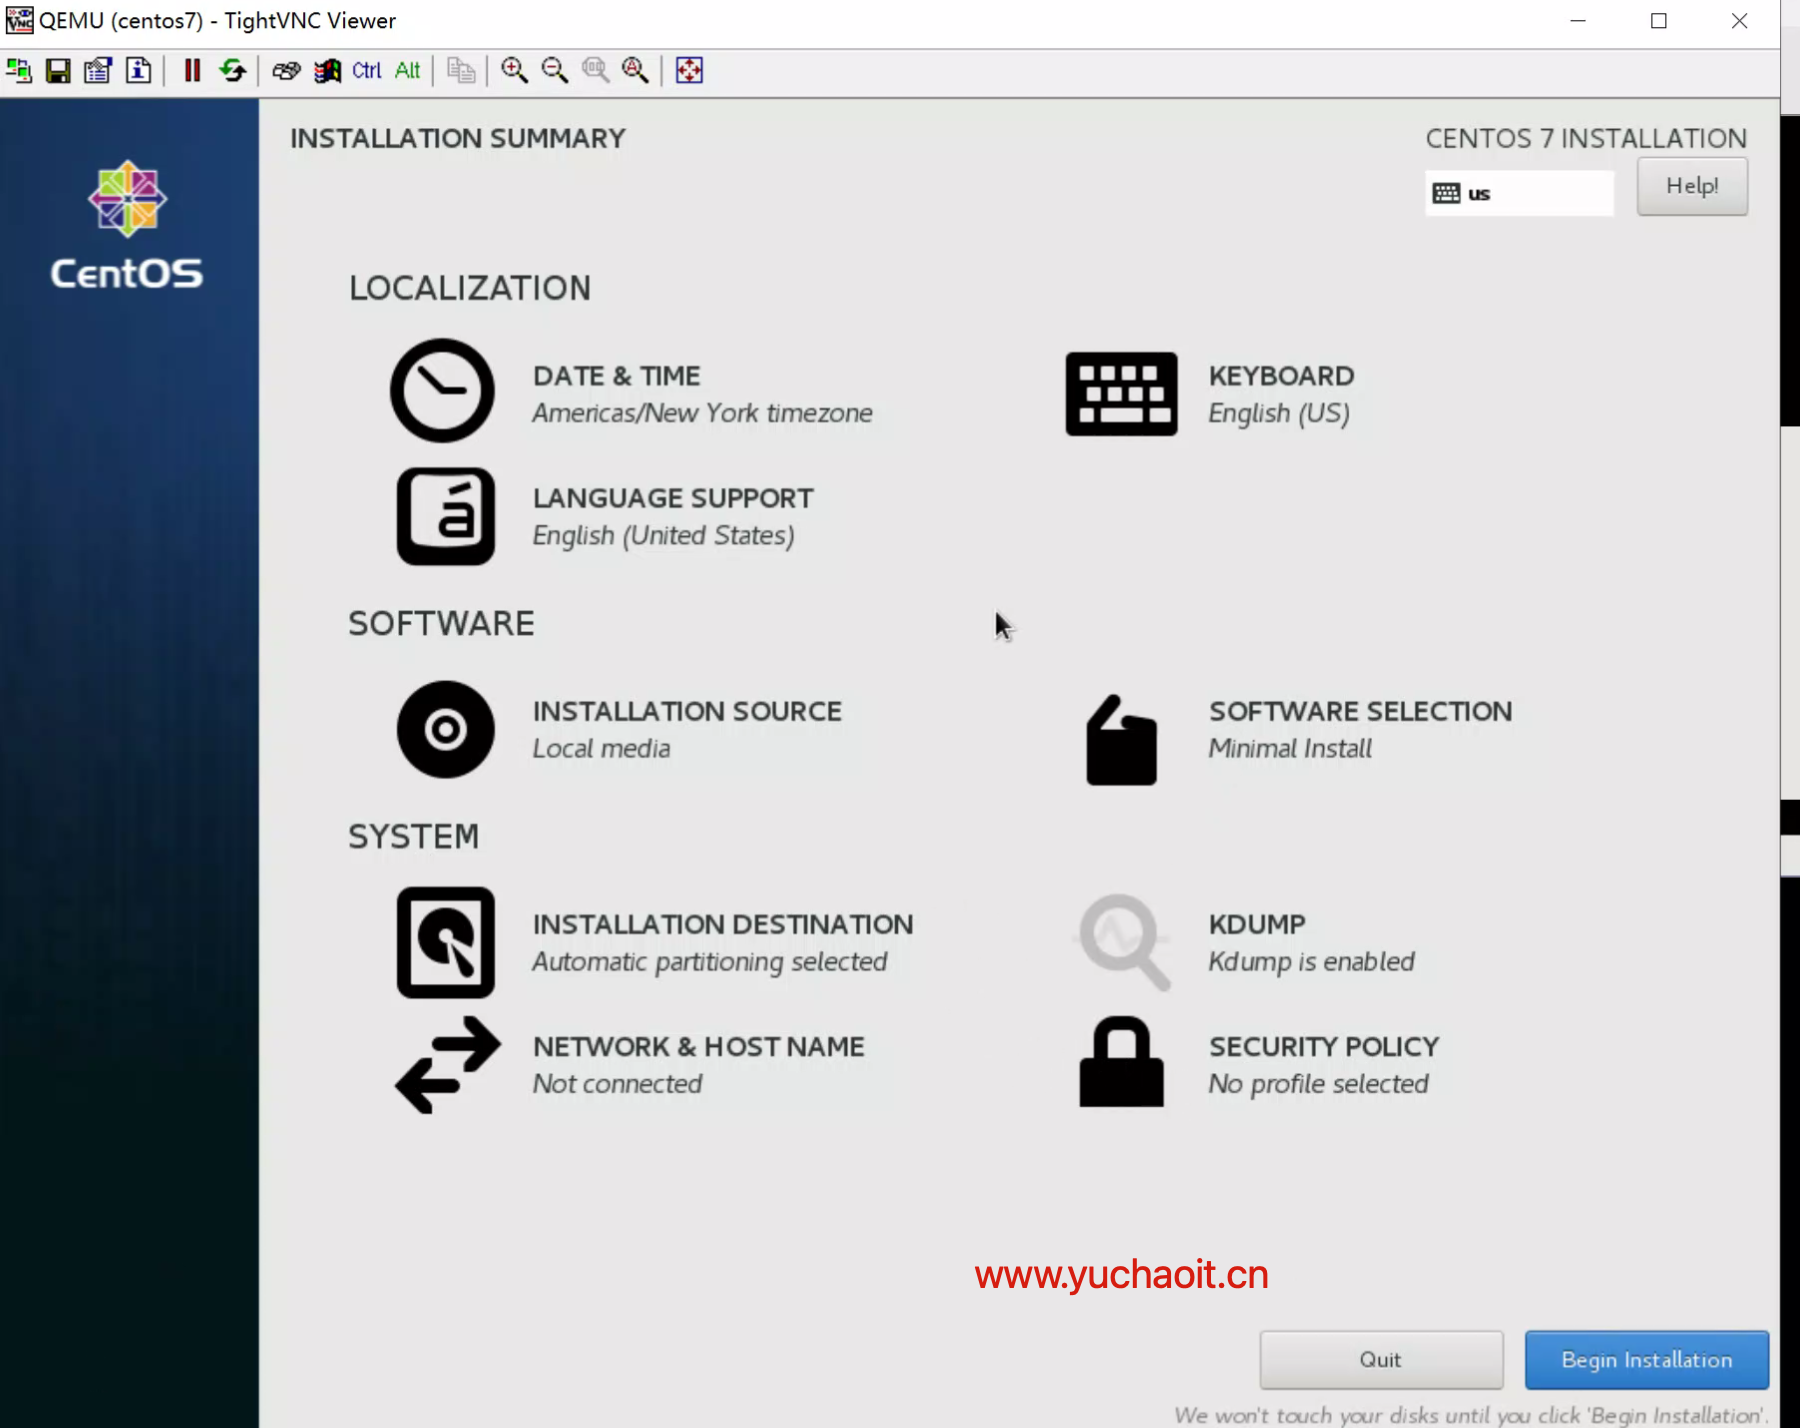 QEMU (centos7) - TightVNC Viewer
Ctrl Alt
INSTALLATION SUMMARY
CENTOS 7 INSTALLATION
us
Help!
CentOS
LOCALIZATION
DATE & TIME
Americas/New York timezone
KEYBOARD
English (US)
LANGUAGE SUPPORT
English (United States)
SOFTWARE
INSTALLATION SOURCE
Local media
SOFTWARE SELECTION
Minimal Install
SYSTEM
INSTALLATION DESTINATION
Automatic partitioning selected
KDUMP
Kdump is enabled
NETWORK & HOST NAME
Not connected
SECURITY POLICY
No profile selected
www.yuchaoit.cn
Quit
Begin Installation
We won't touch your disks until you click 'Begin Installation'.